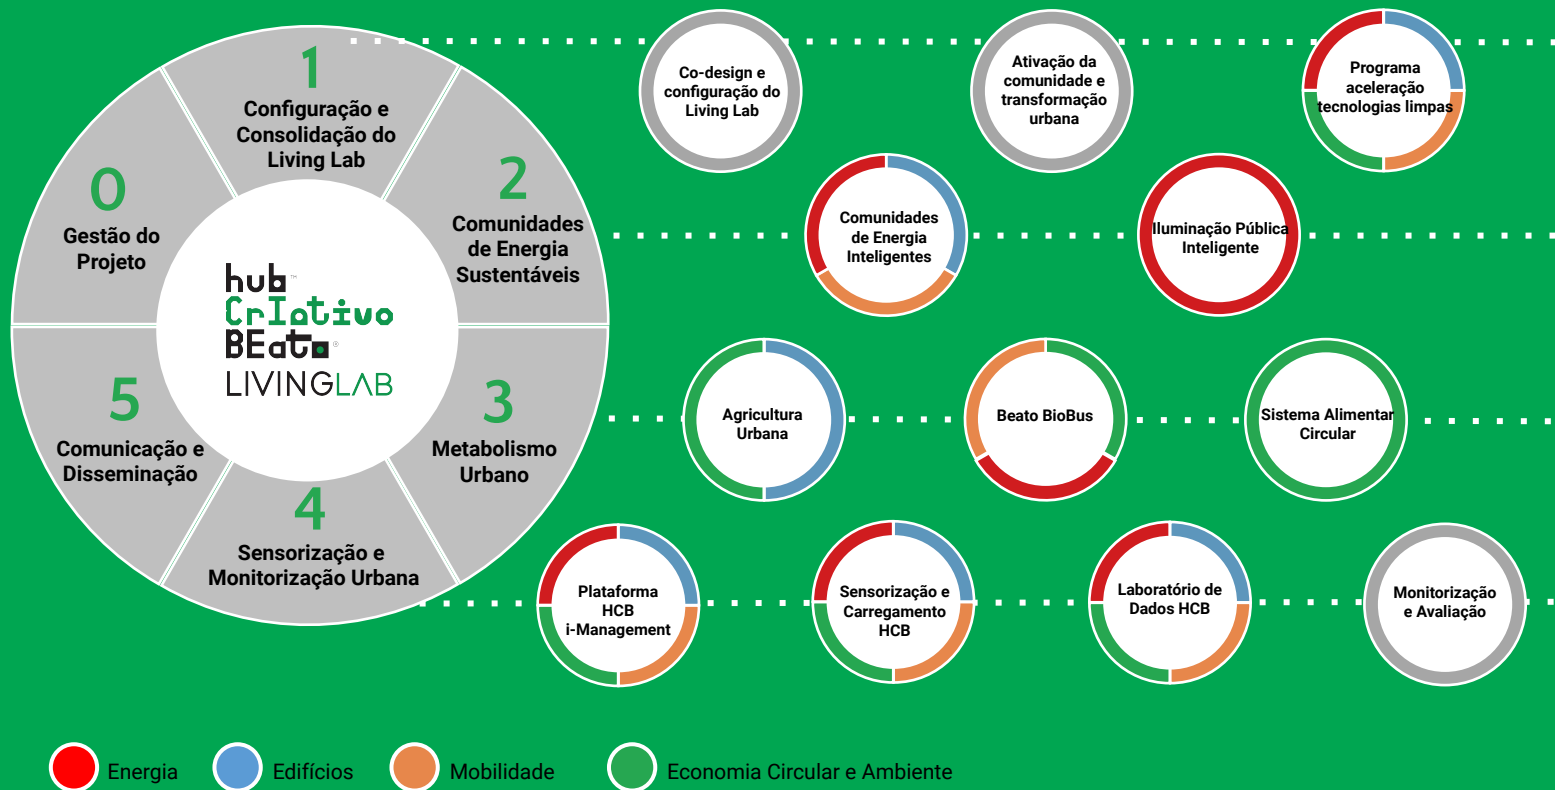 1
Configuração e
Consolidação do
Living Lab
2
Comunidades
de Energia
Sustentáveis
0
Gestão do
Projeto
hub™
CrIativo
BEato®
LIVINGLAB
5
Comunicação e
Disseminação
3
Metabolismo
Urbano
4
Sensorização e
Monitorização Urbana
Co-design e
configuração do
Living Lab
Ativação da
comunidade e
transformação
urbana
Programa
aceleração
tecnologias limpas
Comunidades
de Energia
Inteligentes
Iluminação Pública
Inteligente
Agricultura
Urbana
Beato BioBus
Sistema Alimentar
Circular
Plataforma
HCB
i-Management
Sensorização e
Carregamento
HCB
Laboratório de
Dados HCB
Monitorização
e Avaliação
Energia
Edifícios
Mobilidade
Economia Circular e Ambiente